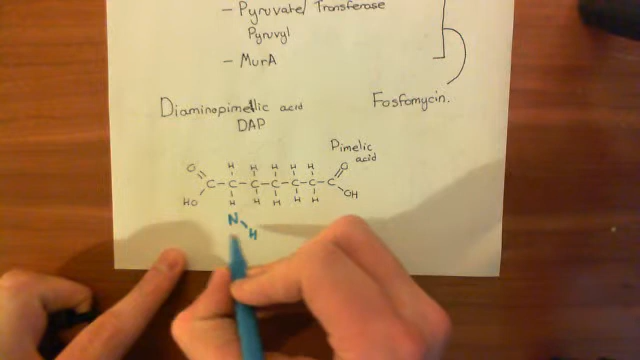 – Pyruvate/ Transferase
Pyruvyl
– MurA
Fosfomycin.
Diaminopimellic acid
DAP
Pimelic
acid
O O
H H H H H
C – C – C – C – C – C – C
HO H H H H H OH
N
H